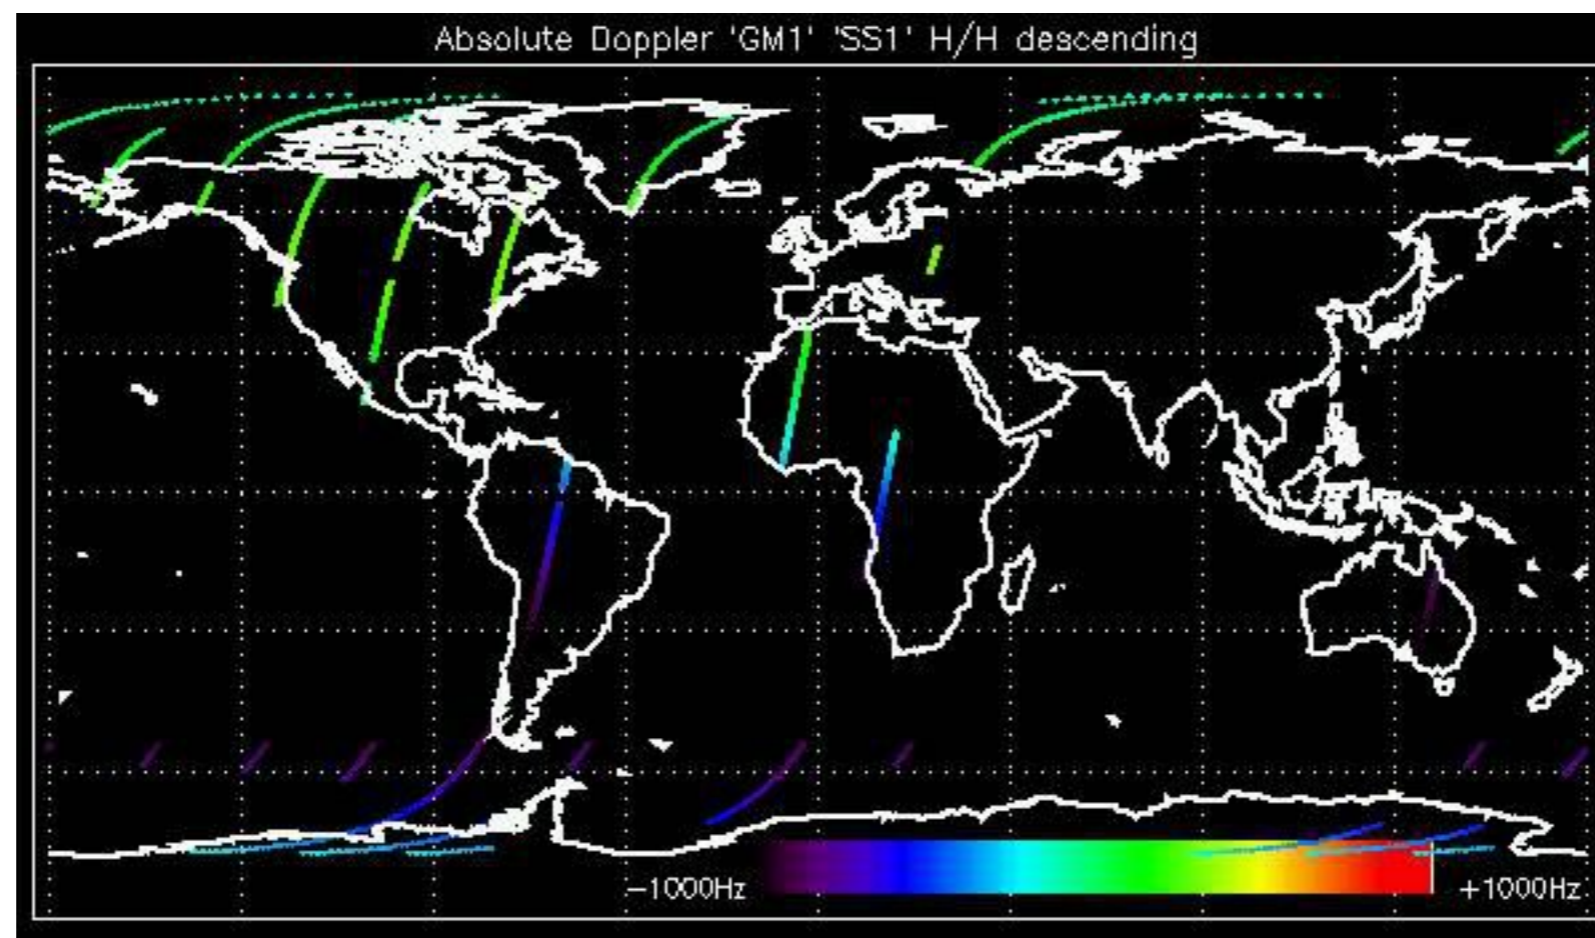 Absolute Doppler 'GM1' 'SS1' H/H descending
-1000Hz +1000Hz